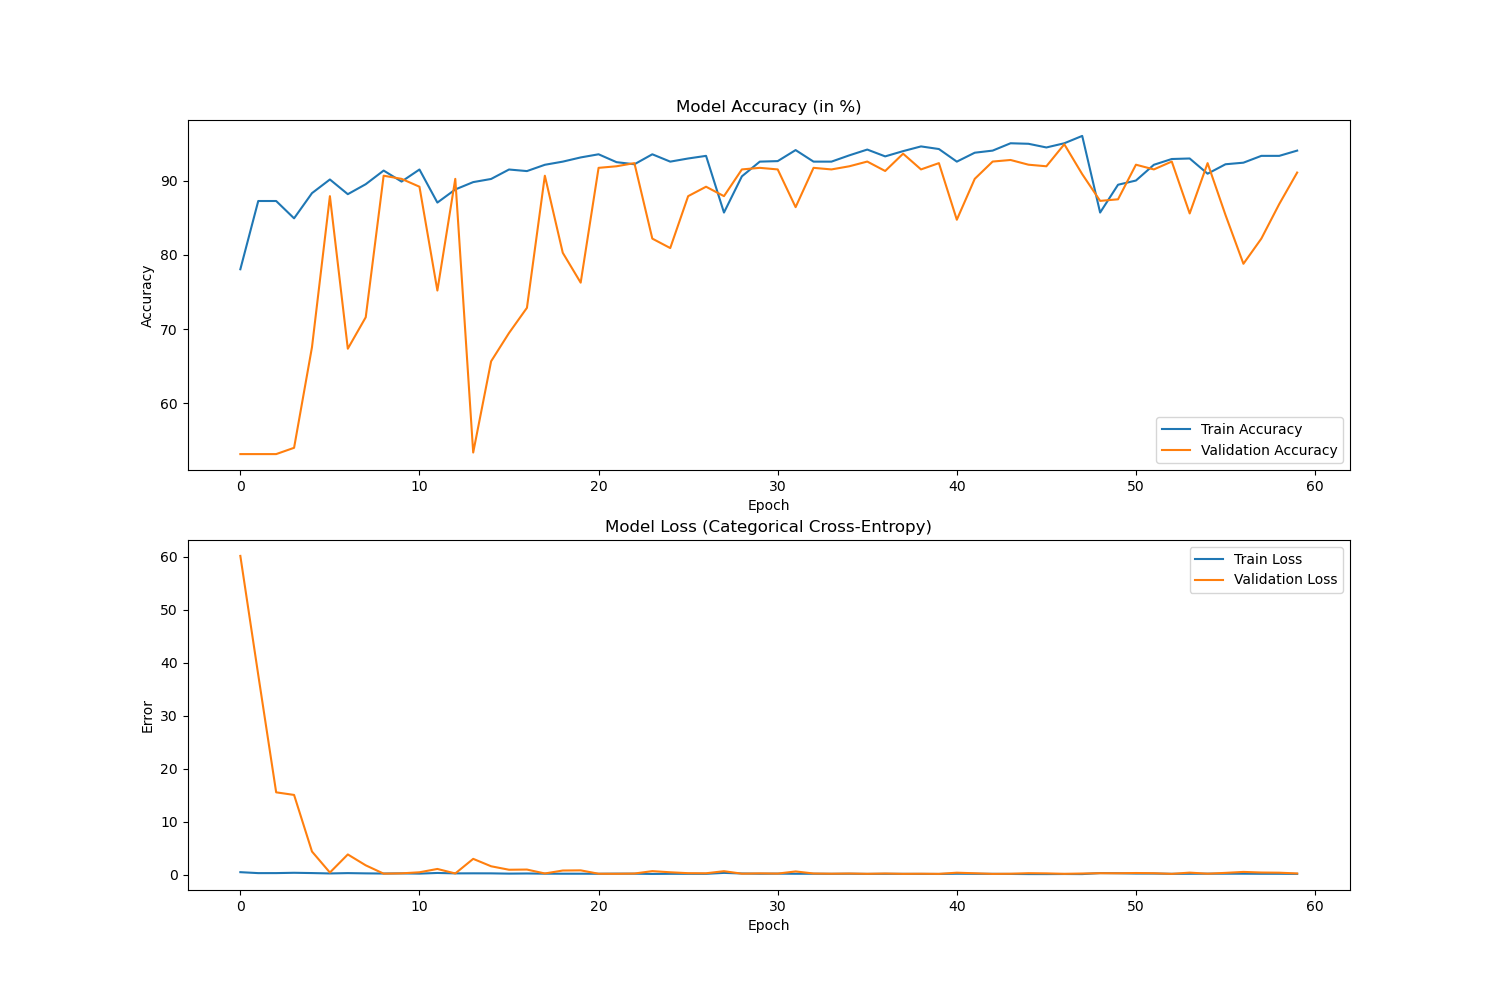 Model Accuracy (in %)
90
80
70
60
Accuracy
Train Accuracy
Validation Accuracy
0 10 20 30 40 50 60
Epoch
Model Loss (Categorical Cross-Entropy)
60
50
40
30
20
10
0
Error
Train Loss
Validation Loss
0 10 20 30 40 50 60
Epoch